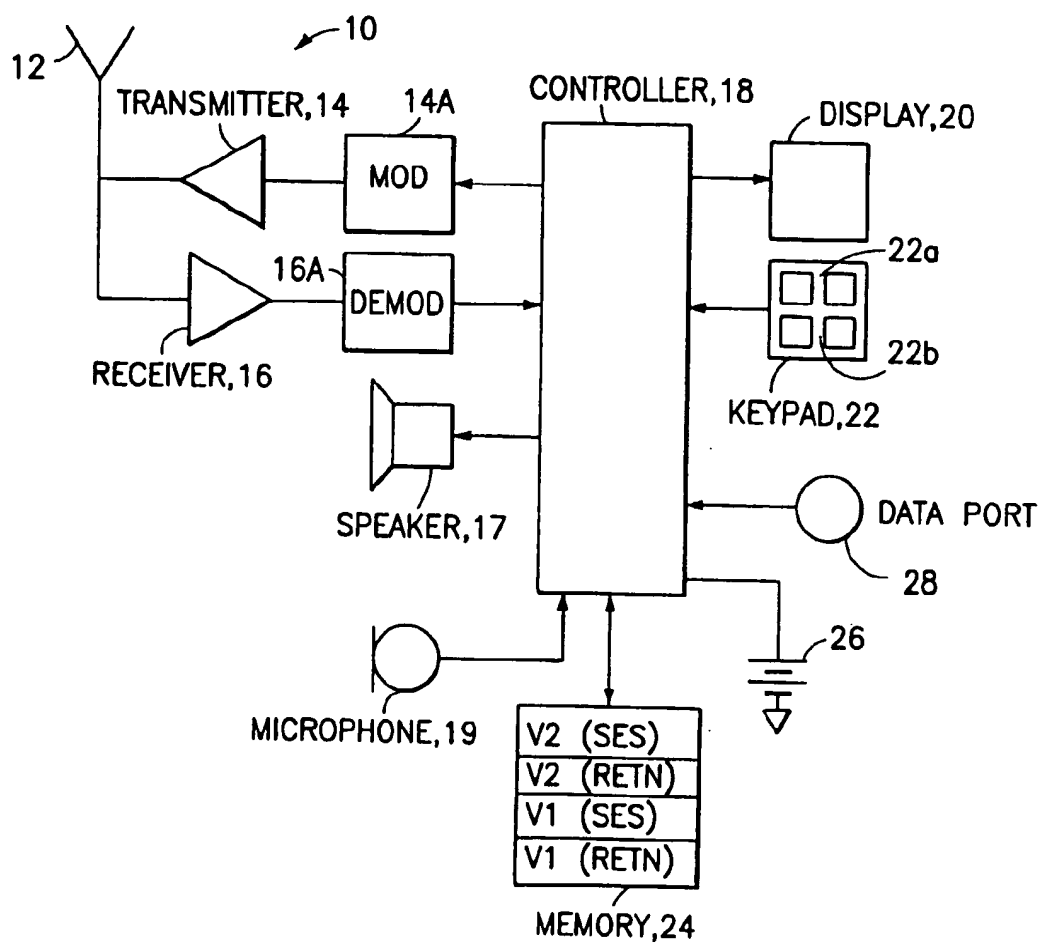 10
12
TRANSMITTER,14
14A
MOD
CONTROLLER,18
DISPLAY,20
16A
DEMOD
RECEIVER,16
22a
22b
KEYPAD,22
SPEAKER,17
DATA PORT
28
26
MICROPHONE,19
V2 (SES)
V2 (RETN)
V1 (SES)
V1 (RETN)
MEMORY,24